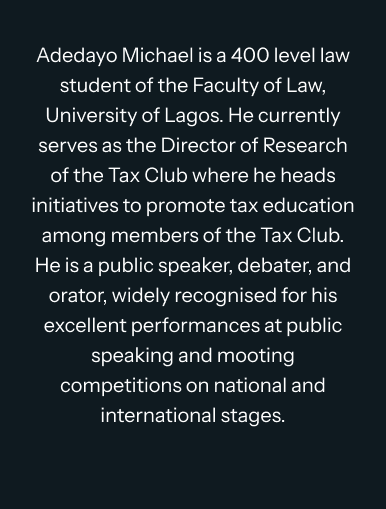 Adedayo Michael is a 400 level law
student of the Faculty of Law,
University of Lagos. He currently
serves as the Director of Research
of the Tax Club where he heads
initiatives to promote tax education
among members of the Tax Club.
He is a public speaker, debater, and
orator, widely recognised for his
excellent performances at public
speaking and mooting
competitions on national and
international stages.